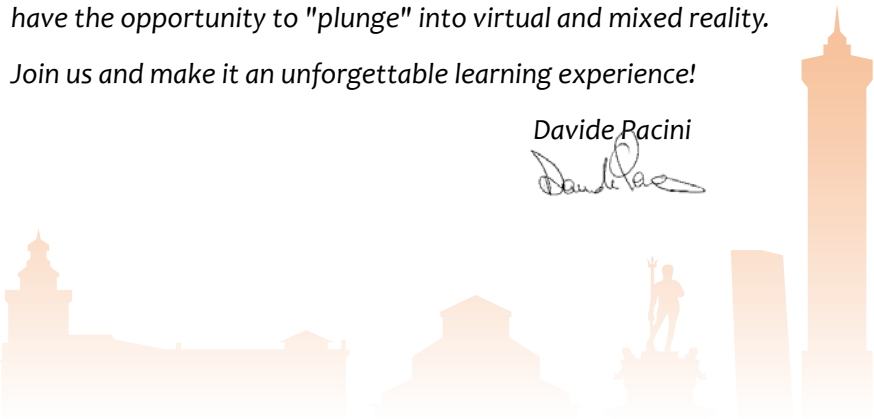 have the opportunity to "plunge" into virtual and mixed reality.
Join us and make it an unforgettable learning experience!
Davide Pacini